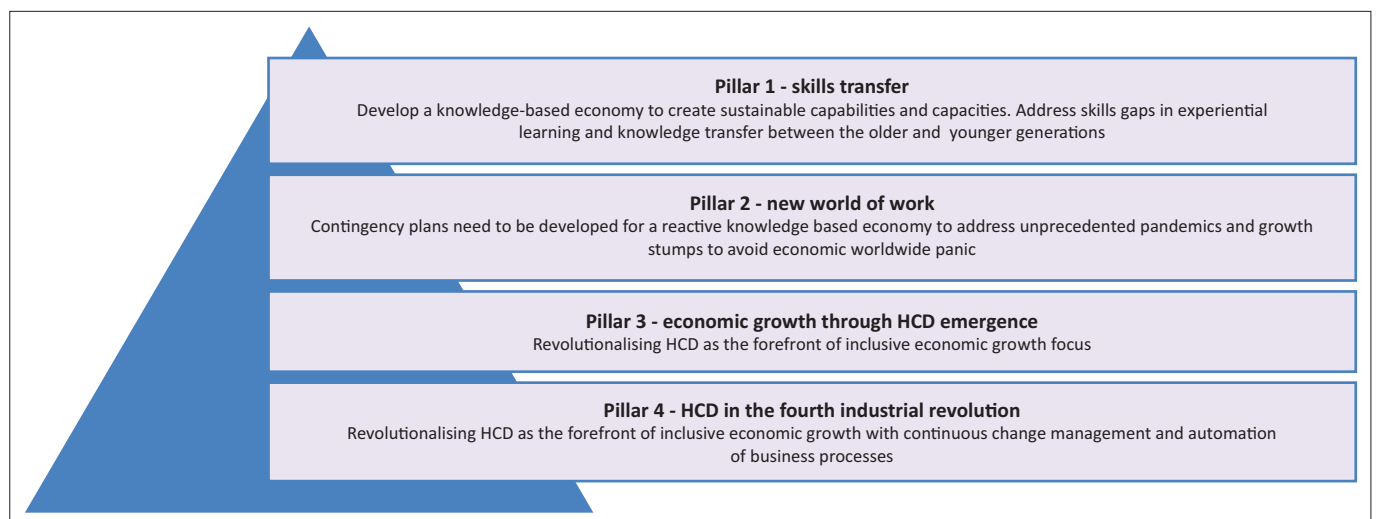 Pillar 1 - skills transfer
Develop a knowledge-based economy to create sustainable capabilities and capacities. Address skills gaps in experiential
learning and knowledge transfer between the older and younger generations
Pillar 2 - new world of work
Contingency plans need to be developed for a reactive knowledge based economy to address unprecedented pandemics and growth
stumps to avoid economic worldwide panic
Pillar 3 - economic growth through HCD emergence
Revolutionalising HCD as the forefront of inclusive economic growth focus
Pillar 4 - HCD in the fourth industrial revolution
Revolutionalising HCD as the forefront of inclusive economic growth with continuous change management and automation
of business processes